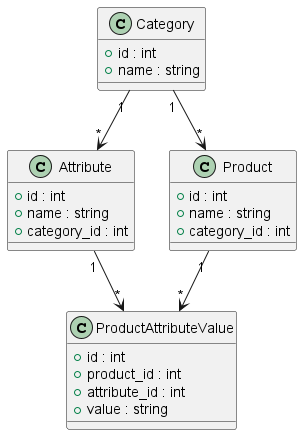 C Category
id : int
name : string
1
1
*
*
C Attribute
id : int
name : string
category_id : int
C Product
id : int
name : string
category_id : int
1
1
*
*
C ProductAttributeValue
id : int
product_id : int
attribute_id : int
value : string